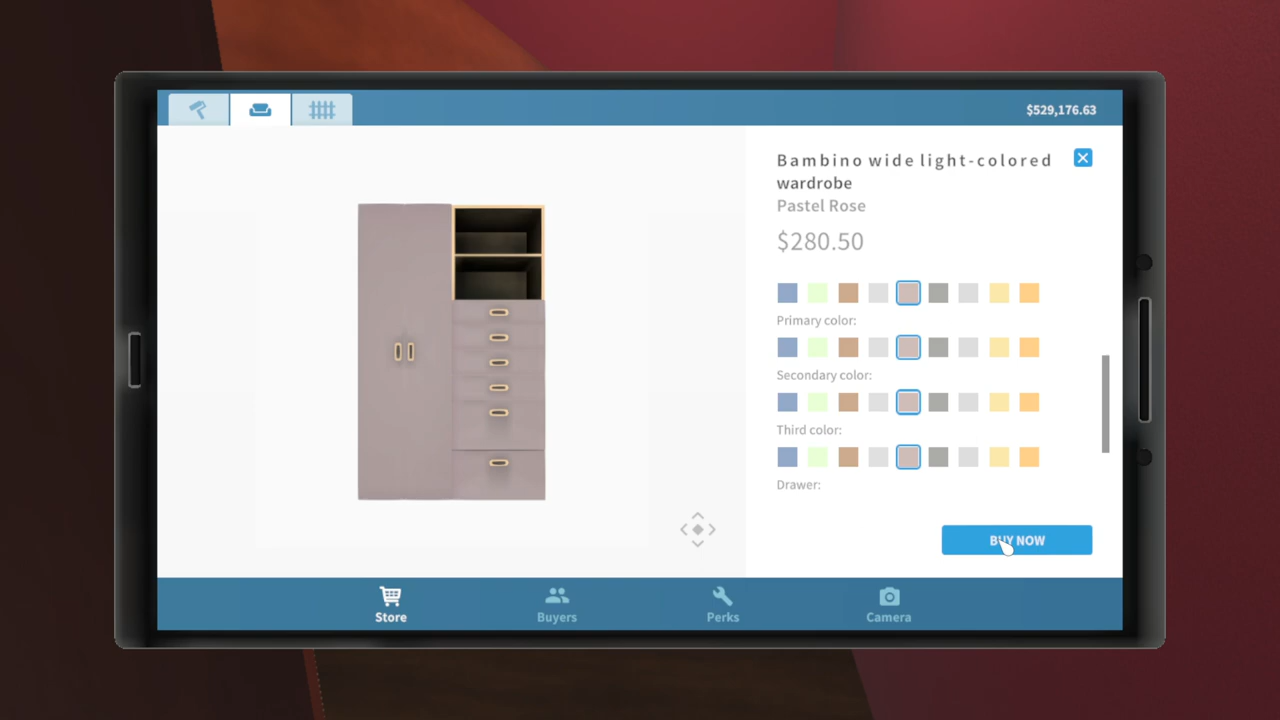 $529,176.63
Bambino wide light-colored
wardrobe
Pastel Rose
$280.50
Primary color:
Secondary color:
Third color:
Drawer:
BUY NOW
Store
Buyers
Perks
Camera